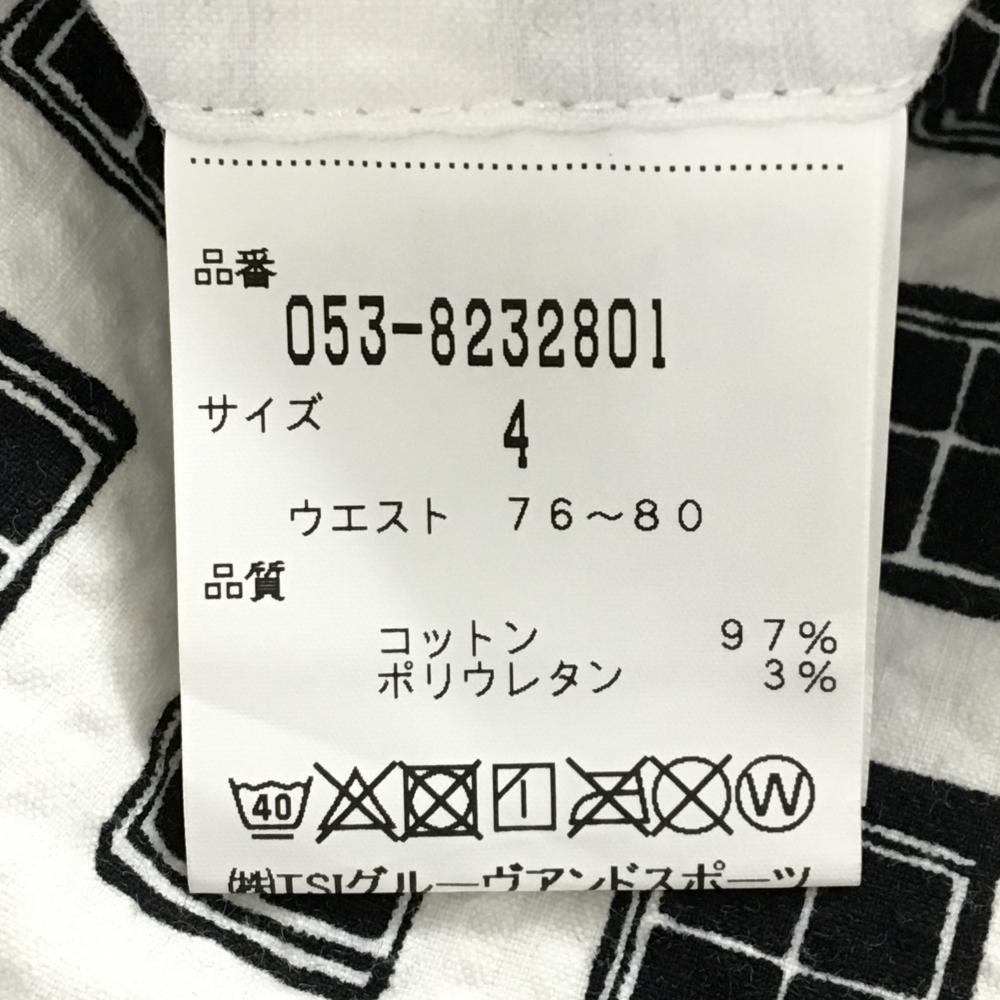 品番
053-8232801
サイズ 4
ウエスト 76～80
品質
コットン 97%
ポリウレタン 3%
40 W
㈱TSIグルーヴアンドスポーツ